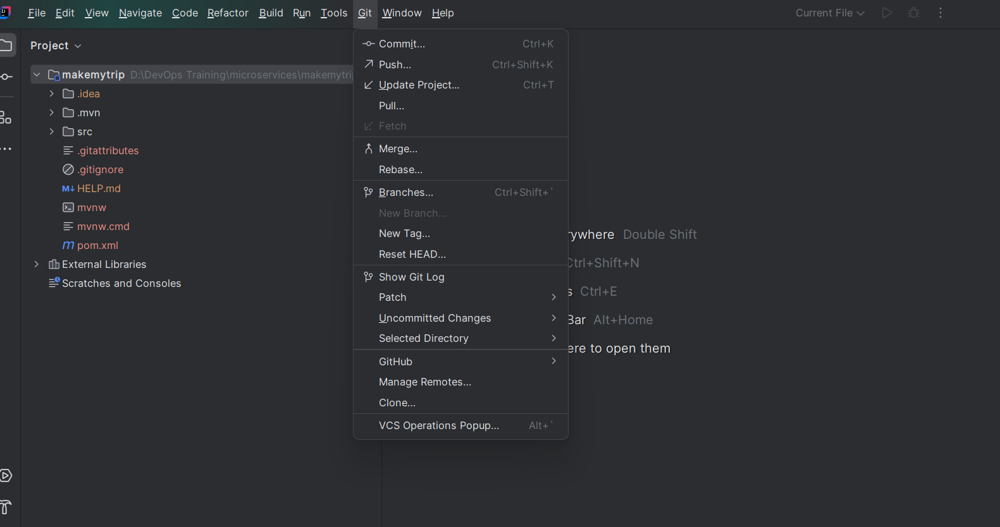 File Edit View Navigate Code Refactor Build Run Tools Git Window Help Current File
Project
makemytrip D:\DevOps Training\microservices\makemytrip
.idea
.mvn
src
.gitattributes
.gitignore
M↓ HELP.md
mvnw
mvnw.cmd
m pom.xml
External Libraries
Scratches and Consoles
Commit... Ctrl+K
Push... Ctrl+Shift+K
Update Project... Ctrl+T
Pull...
Fetch
Merge...
Rebase...
Branches... Ctrl+Shift+`
New Branch...
New Tag...
Reset HEAD...
Show Git Log
Patch
Uncommitted Changes
Selected Directory
GitHub
Manage Remotes...
Clone...
VCS Operations Popup... Alt+`
rywhere Double Shift
Ctrl+Shift+N
s Ctrl+E
Bar Alt+Home
ere to open them